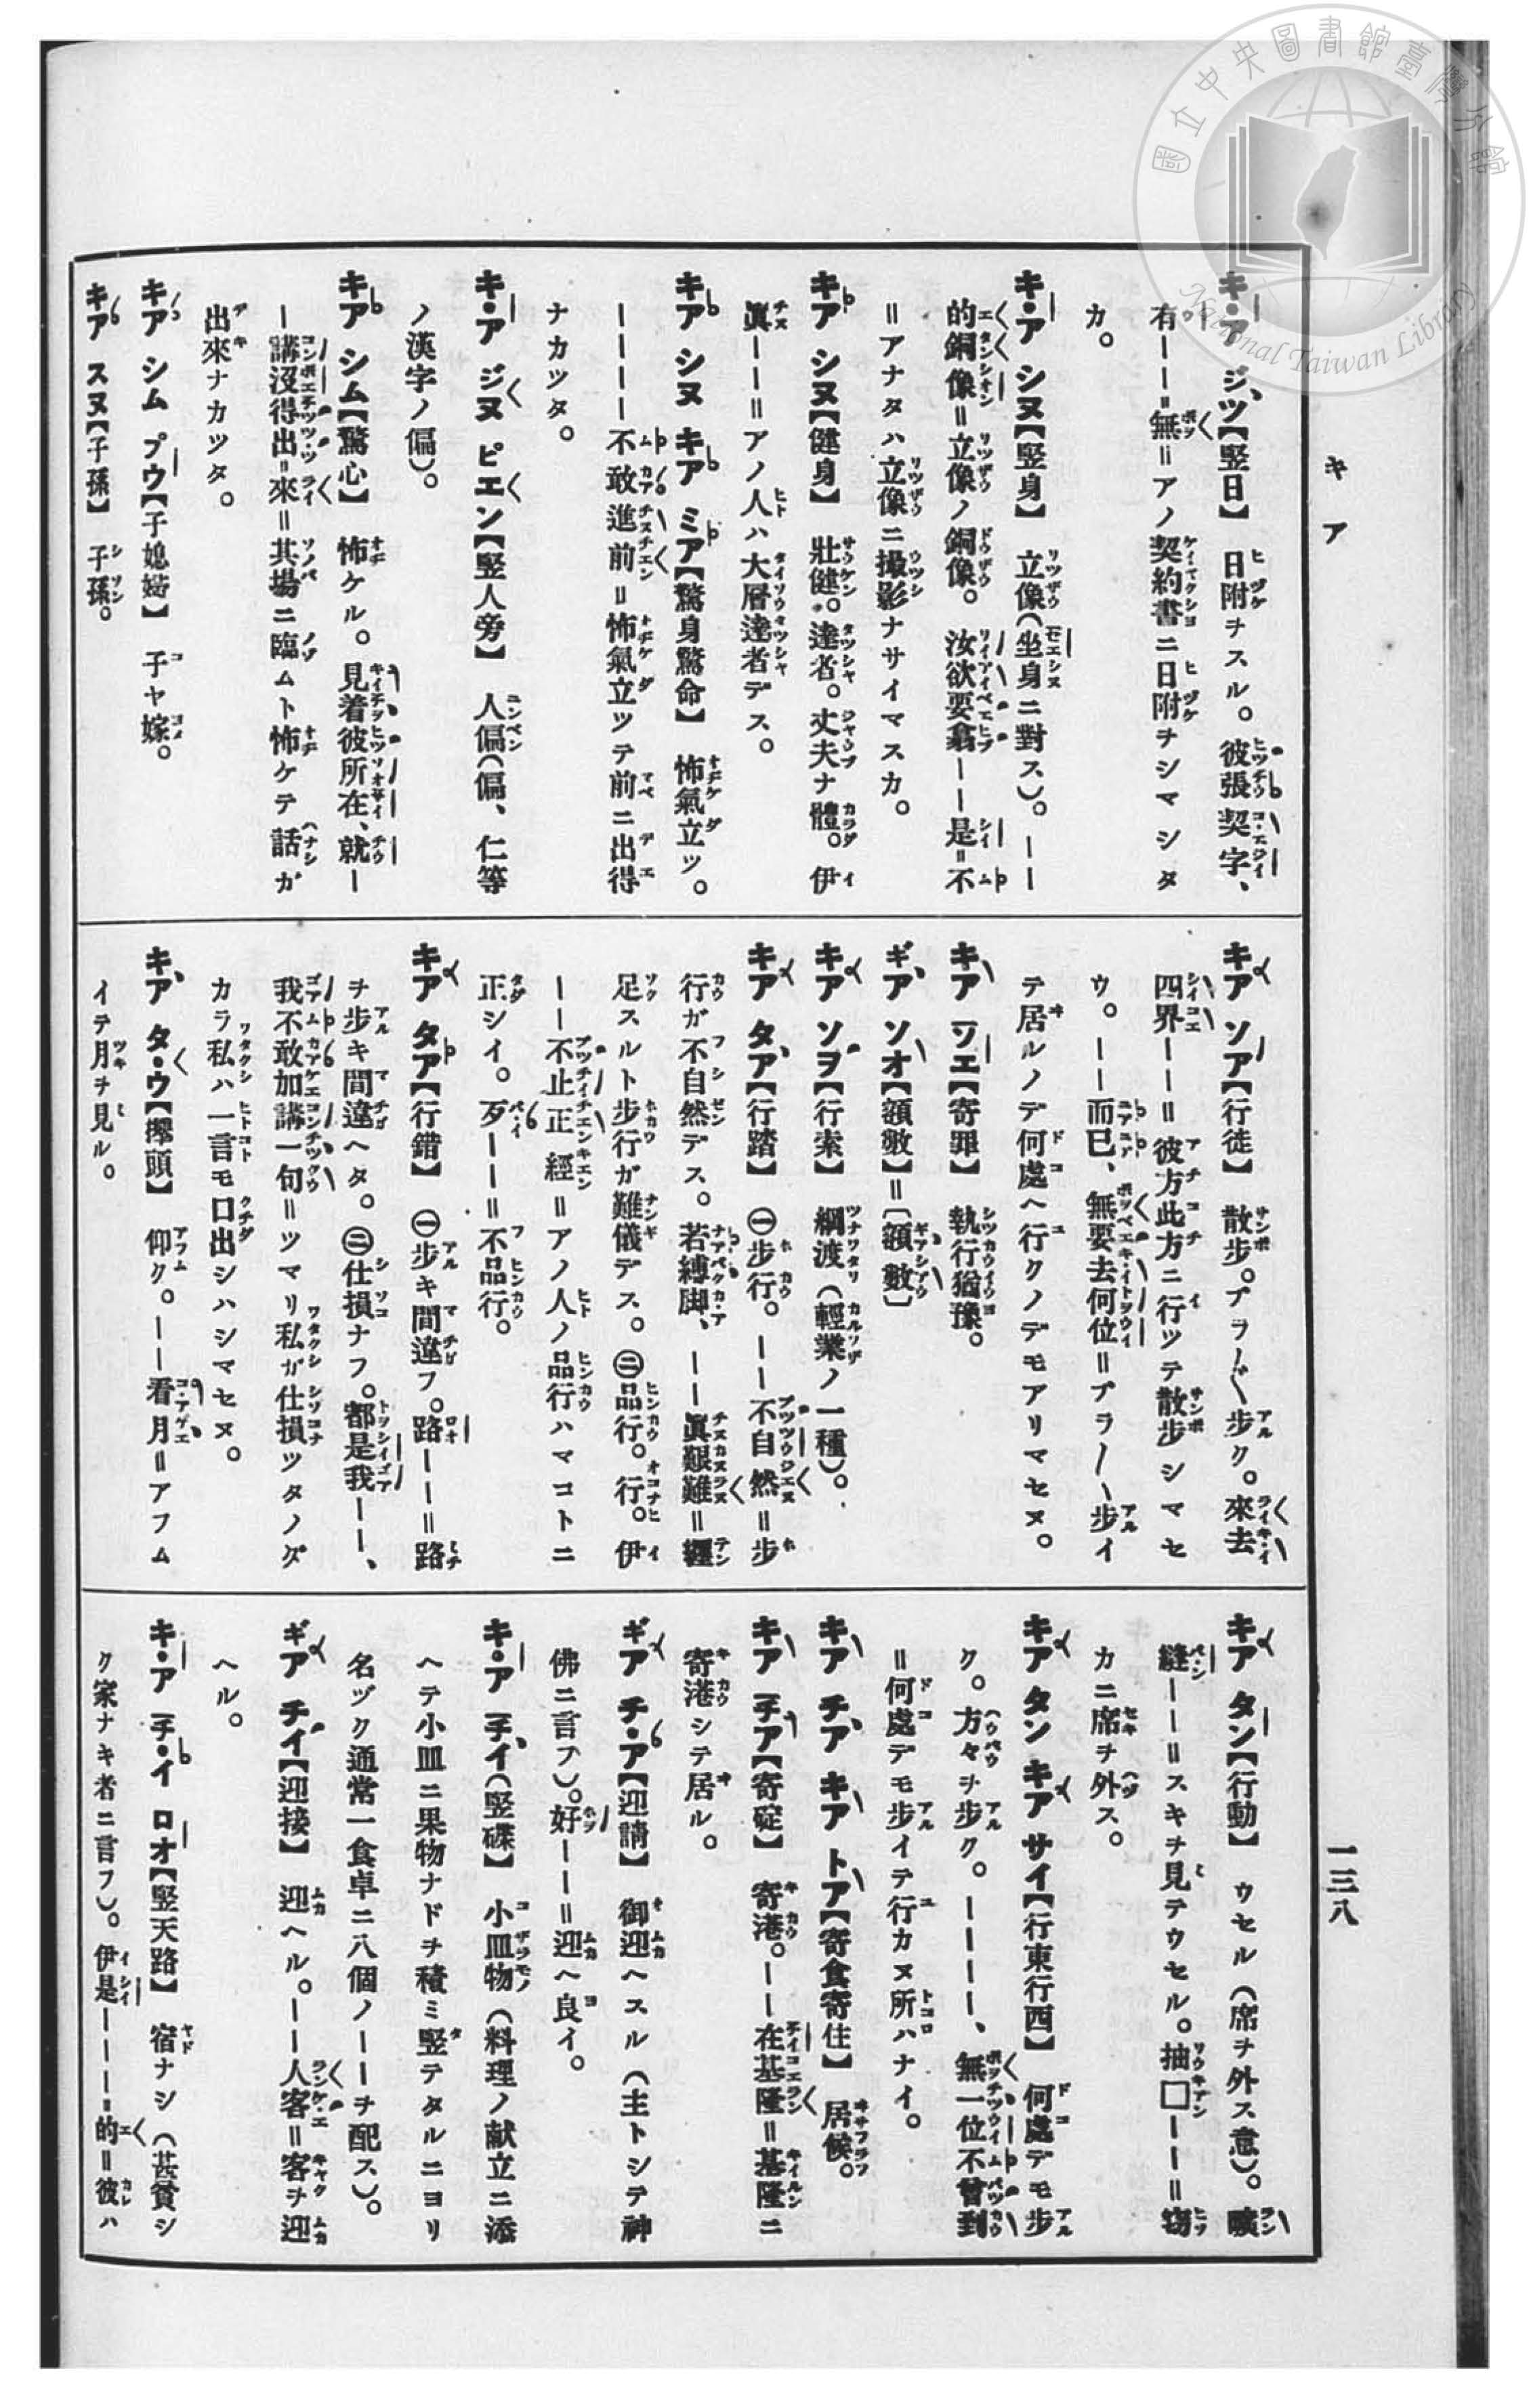 國立中央圖書館臺灣分館
National Taiwan Library
キア
一三八
キ・ア ジツ【竪日】 日附ヲスル。彼張契字、
有ーー=無=アノ契約書ニ日附ヲシマシタ
カ。
キ・ア シヌ【竪身】 立像(坐身ニ對ス)。ーー
的銅像=立像ノ銅像。汝欲要翕ーー是=不
=アナタハ立像ニ撮影ナサイマスカ。
キア シヌ【健身】 壯健。達者。丈夫ナ體。伊
眞ーー=アノ人ハ大層達者デス。
キア シヌ キア ミア【驚身驚命】 怖氣立ツ。
ーーーー不敢進前=怖氣立ツテ前ニ出得
ナカツタ。
キ・ア ジヌ ピエン【竪人旁】 人偏(偏、仁等
ノ漢字ノ偏)。
キア シム【驚心】 怖ケル。見着彼所在、就ー
ー講沒得出=來=其場ニ臨ムト怖ケテ話ガ
出來ナカツタ。
キア シム プウ【子媳婦】 子ヤ嫁。
キア スヌ【子孫】 子孫。
キア ソア【行徙】 散步。ブラ〱步ク。來去
四界ーー=彼方此方ニ行ツテ散步シマセ
ウ。ーー而已、無要去何位=ブラ〱步イ
テ居ルノデ何處ヘ行クノデモアリマセヌ。
キア ツエ【寄罪】 執行猶豫。
ギア ソオ【額數】=〔額數〕
キア ソヲ【行索】 綱渡(輕業ノ一種)。
キア タア【行踏】 ㊀步行。ーー不自然=步
行ガ不自然デス。若縛脚、ーー眞艱難=纏
足スルト步行ガ難儀デス。㊁品行。行。伊
ーー不止正經=アノ人ノ品行ハマコトニ
正シイ。歹ーー=不品行。
キア タア【行錯】 ㊀步キ間違フ。路ーー=路
ヲ步キ間違ヘタ。㊁仕損ナフ。都是我ーー、
我不敢加講一句=ツマリ私ガ仕損ツタノダ
カラ私ハ一言モ口出シハシマセヌ。
キア タ・ウ【攑頭】 仰ク。ーー看月=アフム
イテ月ヲ見ル。
キア タン【行動】 ウセル(席ヲ外ス意)。曠
縫ーー=スキヲ見テウセル。抽□ーー=窃
カニ席ヲ外ス。
キア タン キア サイ【行東行西】 何處デモ步
ク。方々ヲ步ク。ーーーー、無一位不曾到
=何處デモ步イテ行カヌ所ハナイ。
キア チア キア トア【寄食寄住】 居候。
キア チア【寄碇】 寄港。ーー在基隆=基隆ニ
寄港シテ居ル。
ギア チ・ア【迎請】 御迎ヘスル(主トシテ神
佛ニ言フ)。好ーー=迎ヘ良イ。
キ・ア チイ(竪碟】 小皿物(料理ノ献立ニ添
ヘテ小皿ニ果物ナドヲ積ミ竪テタルニヨリ
名ヅク通常一食卓ニ八個ノーーヲ配ス)。
ギア チイ【迎接】 迎ヘル。ーー人客=客ヲ迎
ヘル。
キ・ア チ・イ ロオ【竪天路】 宿ナシ(甚貧シ
ク家ナキ者ニ言フ)。伊是ーーーー=的=彼ハ